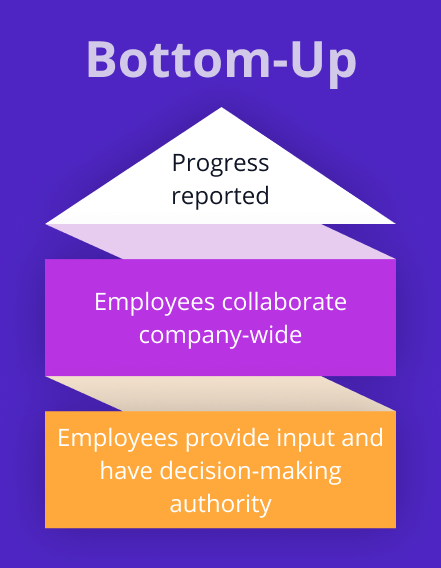 Bottom-Up
Progress
reported
Employees collaborate
company-wide
Employees provide input and
have decision-making
authority